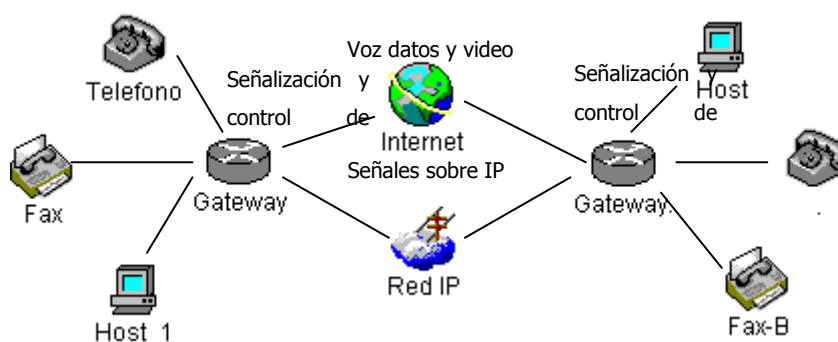 Voz datos y video
Telefono
Señalización y
control de
Internet
Señales sobre IP
Señalización y
control de
Host
Fax
Gateway
Gateway.
.
Red IP
Host 1
Fax-B